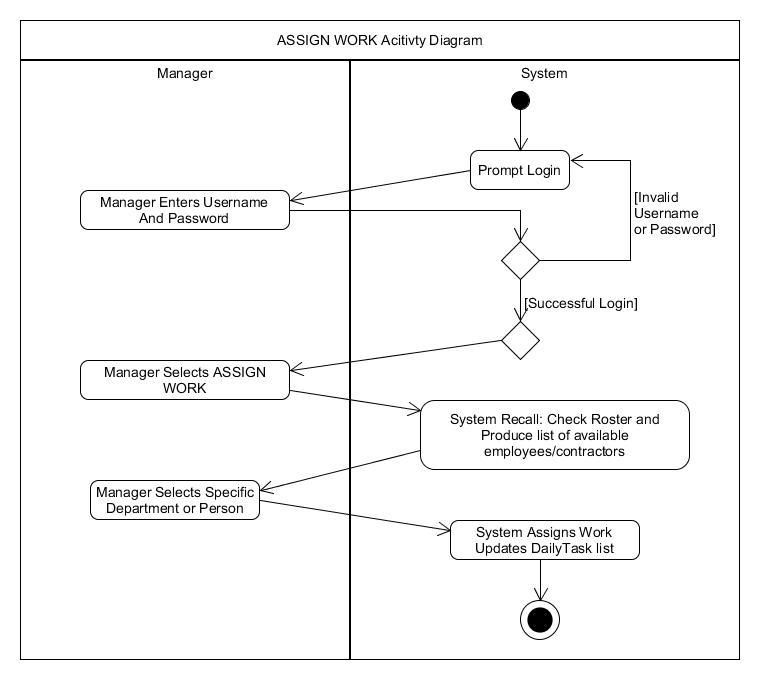 ASSIGN WORK Acitivty Diagram
Manager
System
Prompt Login
Manager Enters Username
And Password
[Invalid
Username
or Password]
[Successful Login]
Manager Selects ASSIGN
WORK
System Recall: Check Roster and
Produce list of available
employees/contractors
Manager Selects Specific
Department or Person
System Assigns Work
Updates DailyTask list